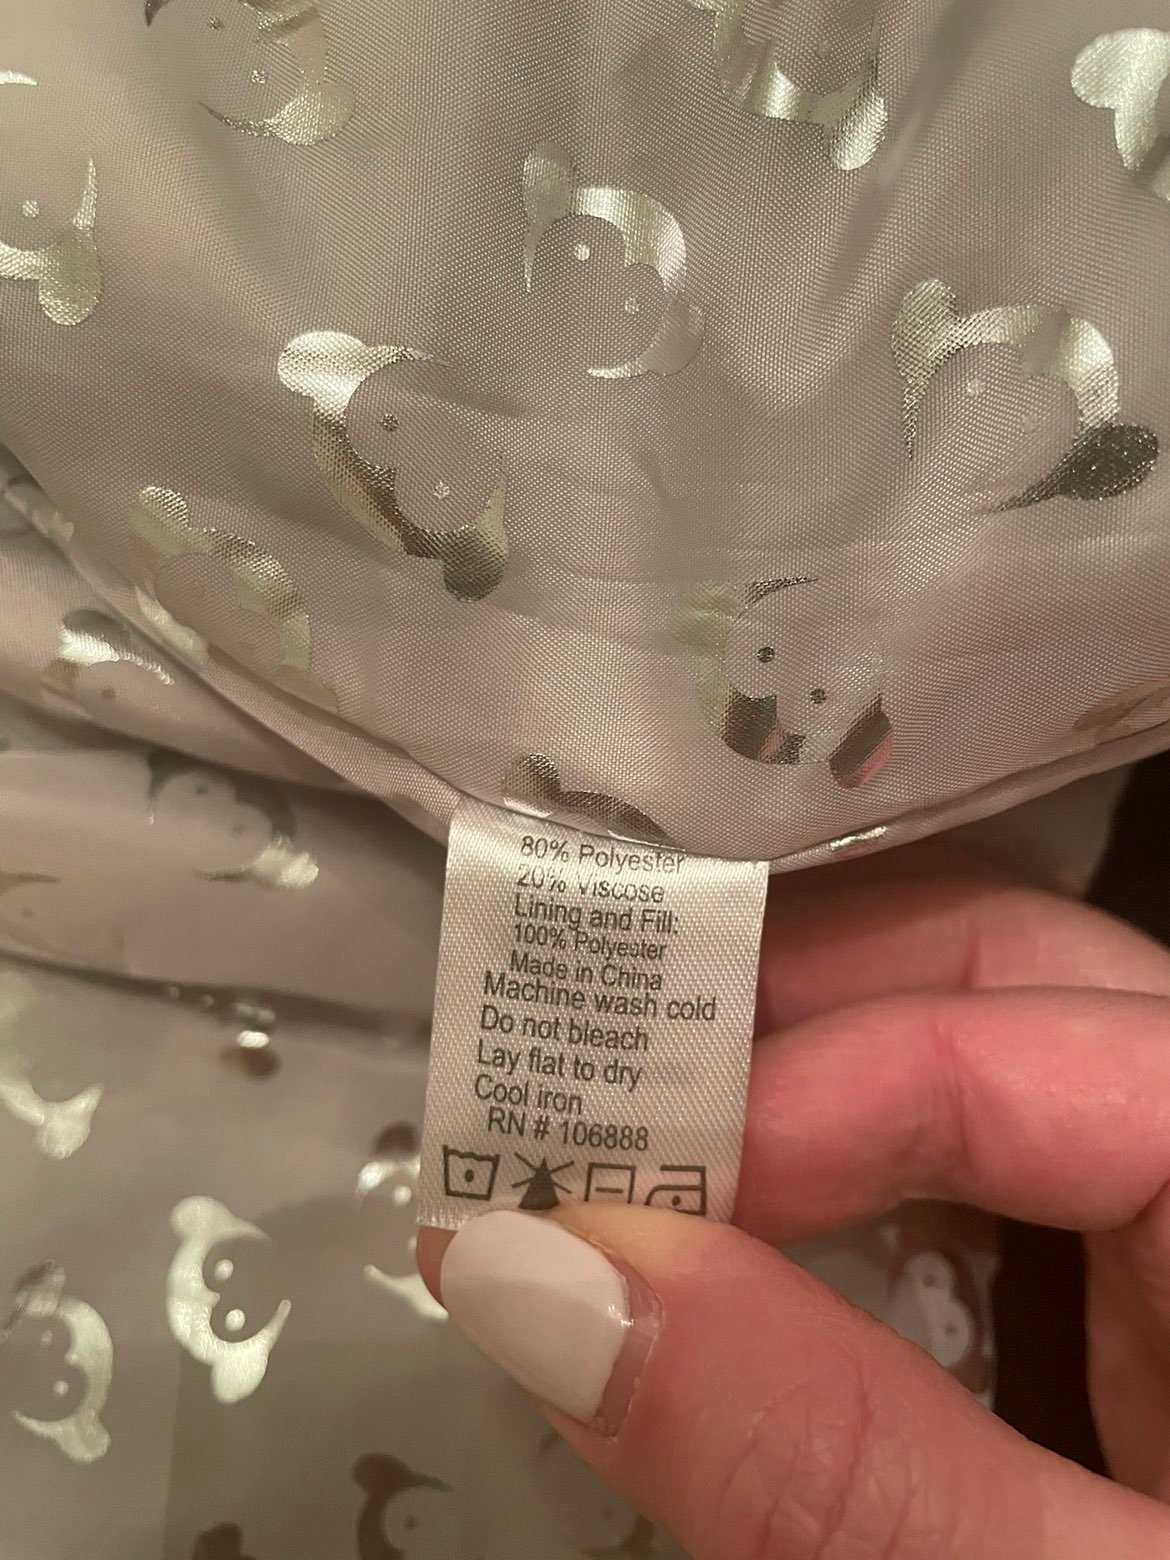 80% Polyester
20% Viscose
Lining and Fill:
100% Polyester
Made in China
Machine wash cold
Do not bleach
Lay flat to dry
Cool iron
RN # 106888